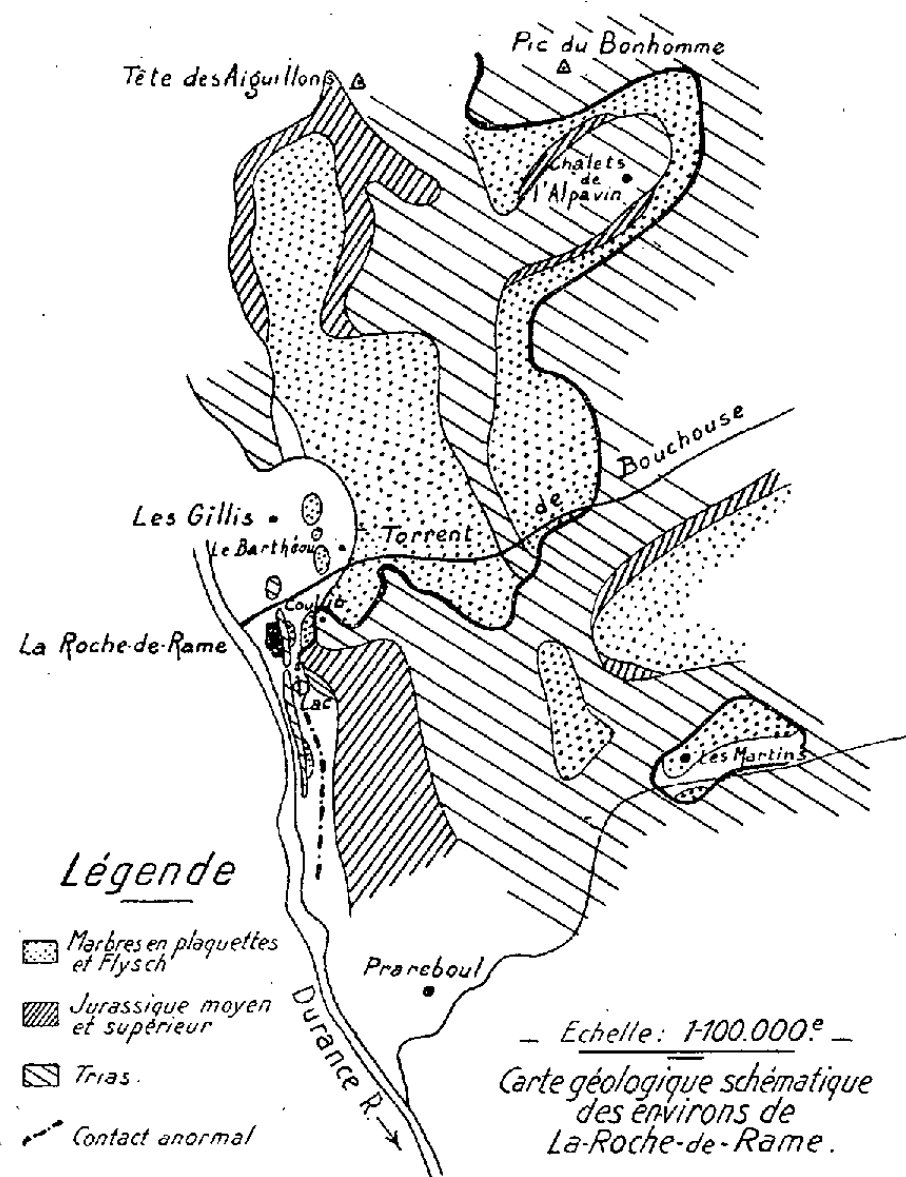 Pic du Bonhomme
Tête des Aiguillons
Chalets
de
l'Alpavin
Torrent de Bouchouse
Les Gillis
Le Barthéou
La Roche-de-Rame
Lac
Les Martins
Légende
Marbres en plaquettes
et Flysch
Jurassique moyen
et supérieur
Trias.
Contact anormal
Prareboul
Durance R.
Echelle: 1-100.000e
Carte géologique schématique
des environs de
La-Roche-de-Rame.